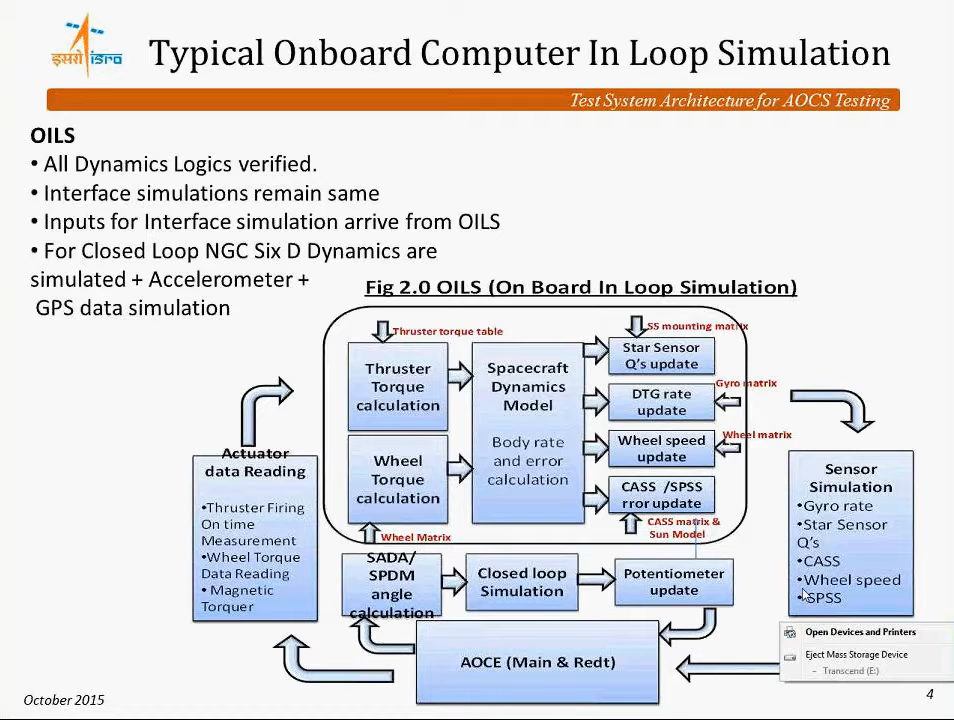 इसरो isro
Typical Onboard Computer In Loop Simulation
Test System Architecture for AOCS Testing
OILS
• All Dynamics Logics verified.
• Interface simulations remain same
• Inputs for Interface simulation arrive from OILS
• For Closed Loop NGC Six D Dynamics are
simulated + Accelerometer +
GPS data simulation
Fig 2.0 OILS (On Board In Loop Simulation)
Thruster torque table
SS mounting matrix
Thruster
Torque
calculation
Wheel
Torque
calculation
Wheel Matrix
Spacecraft
Dynamics
Model
Body rate
and error
calculation
Star Sensor
Q's update
Gyro matrix
DTG rate
update
Wheel matrix
Wheel speed
update
CASS /SPSS
rror update
CASS matrix &
Sun Model
Actuator
data Reading
•Thruster Firing
On time
Measurement
•Wheel Torque
Data Reading
• Magnetic
Torquer
Sensor
Simulation
•Gyro rate
•Star Sensor
Q's
•CASS
•Wheel speed
•SPSS
SADA/
SPDM
angle
calculation
Closed loop
Simulation
Potentiometer
update
AOCE (Main & Redt)
Open Devices and Printers
Eject Mass Storage Device
- Transcend (E:)
October 2015
4